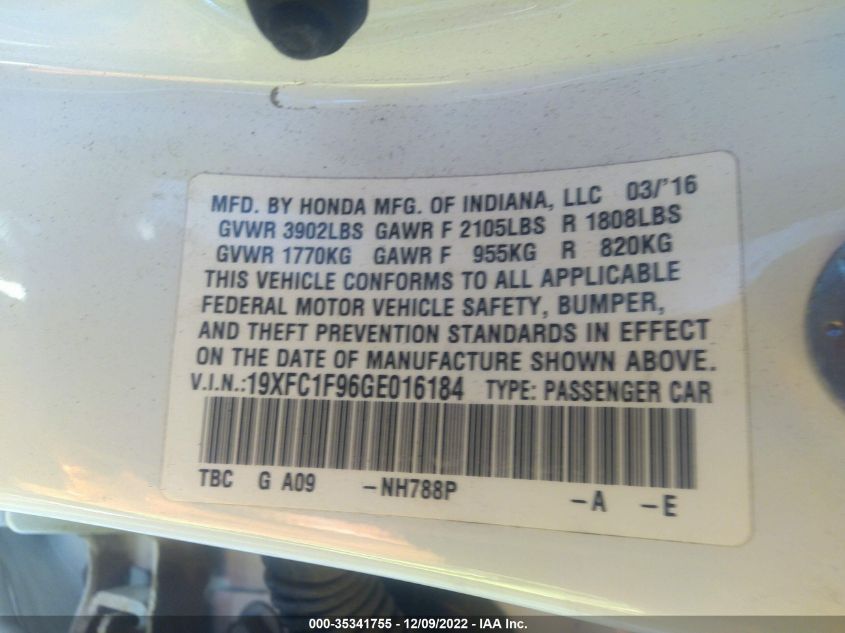 MFD. BY HONDA MFG. OF INDIANA, LLC 03/'16
GVWR 3902LBS GAWR F 2105LBS R 1808LBS
GVWR 1770KG GAWR F 955KG R 820KG
THIS VEHICLE CONFORMS TO ALL APPLICABLE
FEDERAL MOTOR VEHICLE SAFETY, BUMPER,
AND THEFT PREVENTION STANDARDS IN EFFECT
ON THE DATE OF MANUFACTURE SHOWN ABOVE.
V.I.N.:19XFC1F96GE016184 TYPE: PASSENGER CAR
TBC G A09 -NH788P -A -E
000-35341755 - 12/09/2022 - IAA Inc.